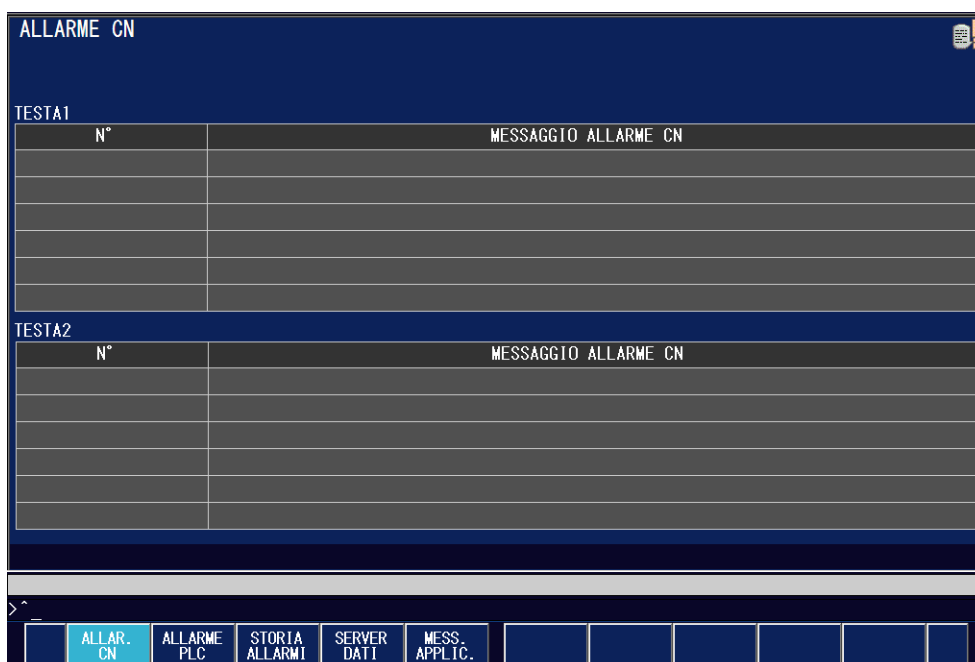 ALLARME CN
TESTA1
N° MESSAGGIO ALLARME CN
TESTA2
N° MESSAGGIO ALLARME CN
>^_
ALLAR. CN ALLARME PLC STORIA ALLARMI SERVER DATI MESS. APPLIC.